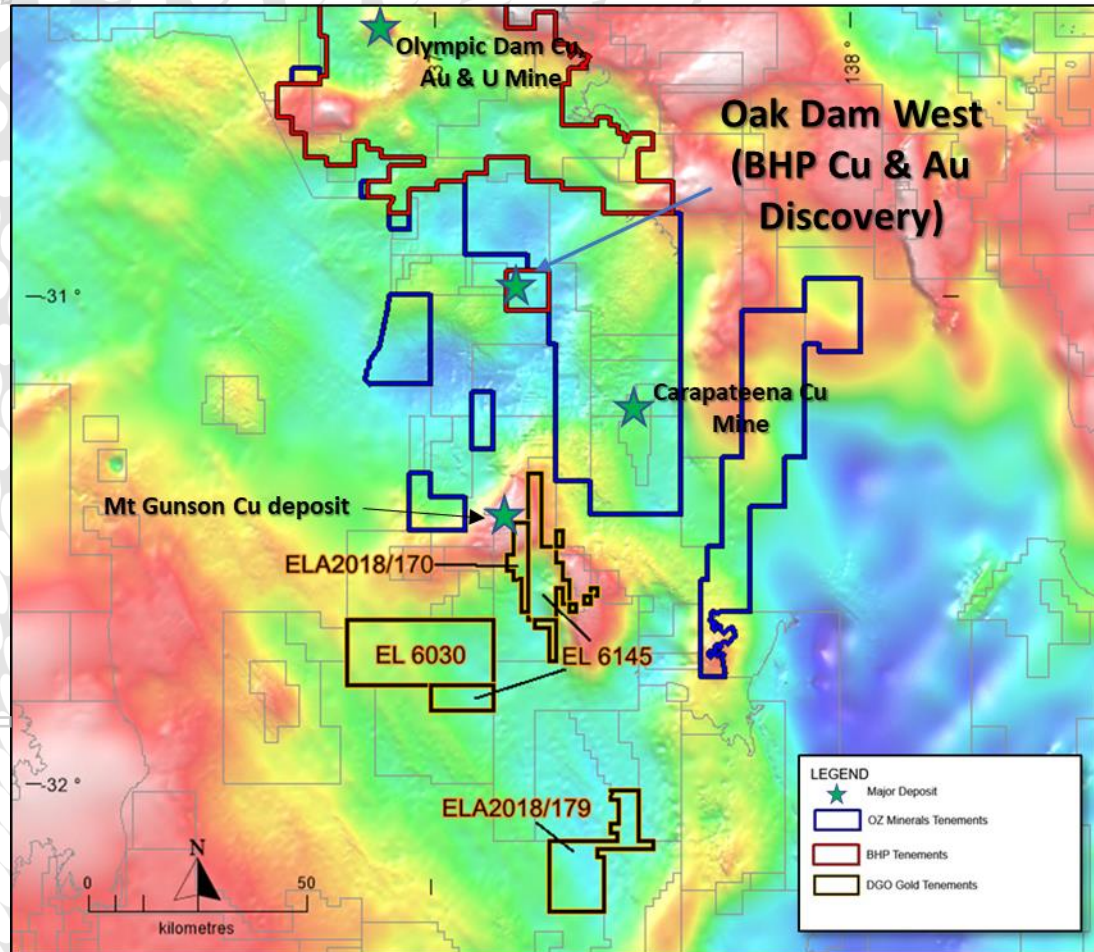 Olympic Dam Cu,
Au & U Mine
138 °
Oak Dam West
(BHP Cu & Au
Discovery)
-31 °
Carapateena Cu
Mine
Mt Gunson Cu deposit
ELA2018/170
EL 6030
EL 6145
-32 °
ELA2018/179
N
0 50
kilometres
LEGEND
Major Deposit
OZ Minerals Tenements
BHP Tenements
DGO Gold Tenements